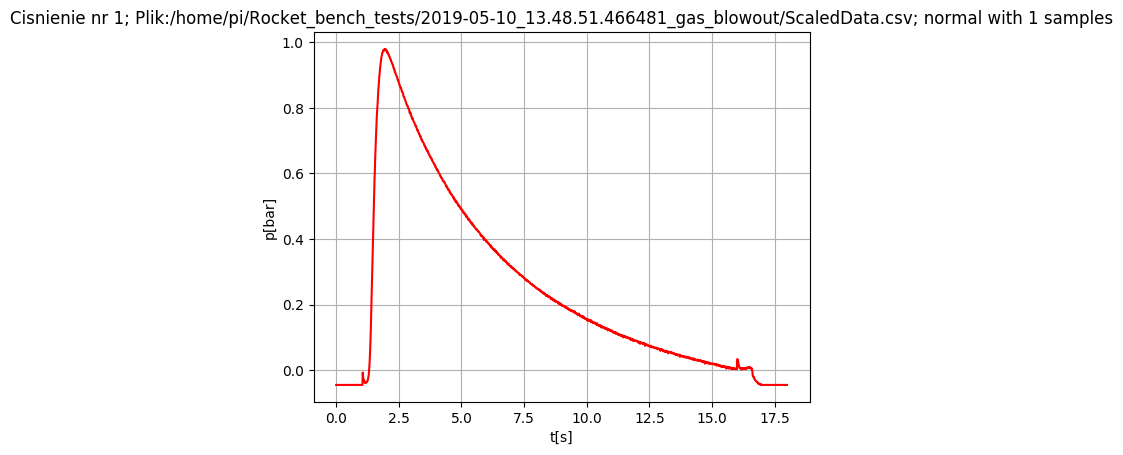 Cisnienie nr 1; Plik:/home/pi/Rocket_bench_tests/2019-05-10_13.48.51.466481_gas_blowout/ScaledData.csv; normal with 1 samples
1.0
0.8
0.6
0.4
0.2
0.0
p[bar]
0.0 2.5 5.0 7.5 10.0 12.5 15.0 17.5
t[s]